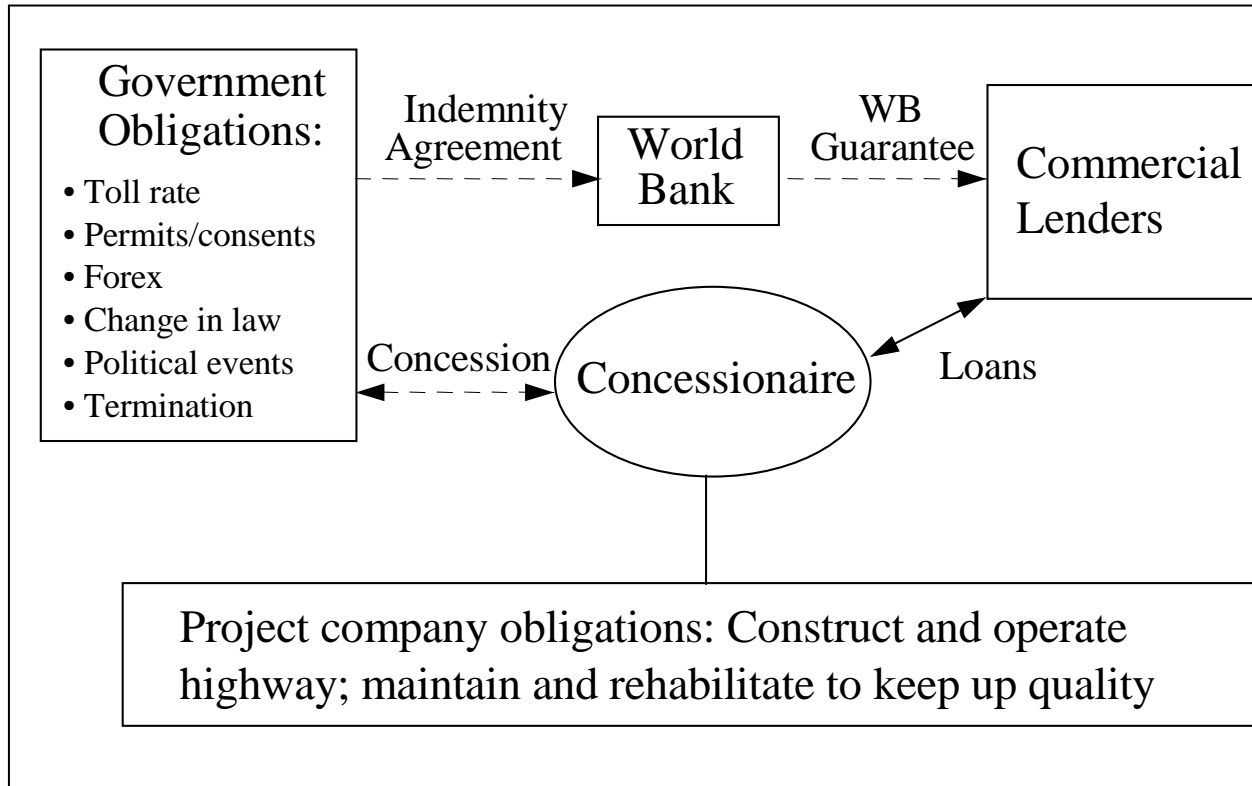 Government
Obligations:
• Toll rate
• Permits/consents
• Forex
• Change in law
• Political events
• Termination
Indemnity
Agreement
World
Bank
WB
Guarantee
Commercial
Lenders
Concession
Concessionaire
Loans
Project company obligations: Construct and operate
highway; maintain and rehabilitate to keep up quality